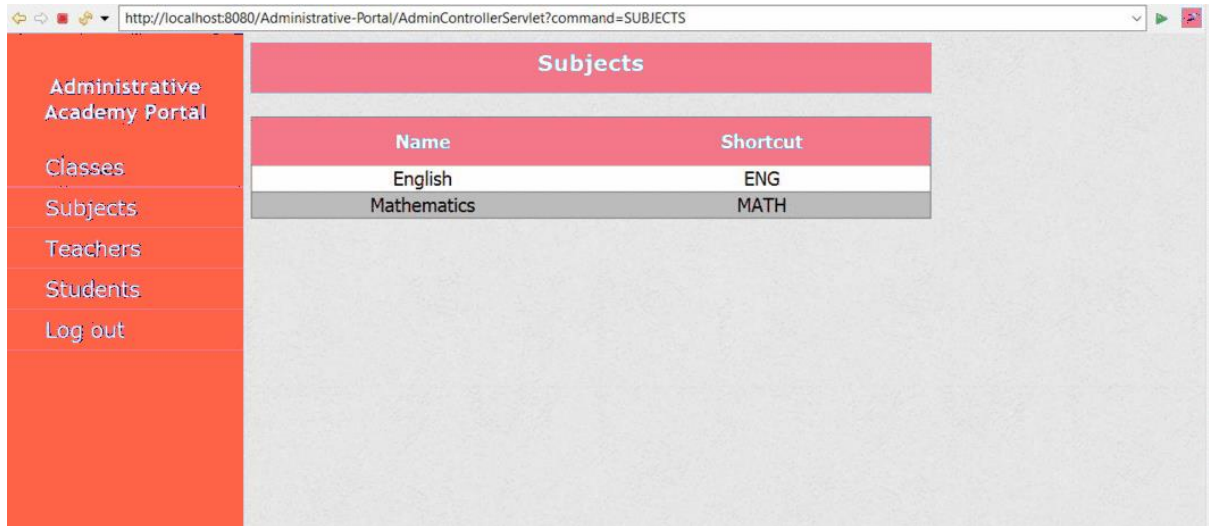 http://localhost:8080/Administrative-Portal/AdminControllerServlet?command=SUBJECTS
Administrative
Academy Portal
Classes
Subjects
Teachers
Students
Log out
Subjects
Name Shortcut
English ENG
Mathematics MATH